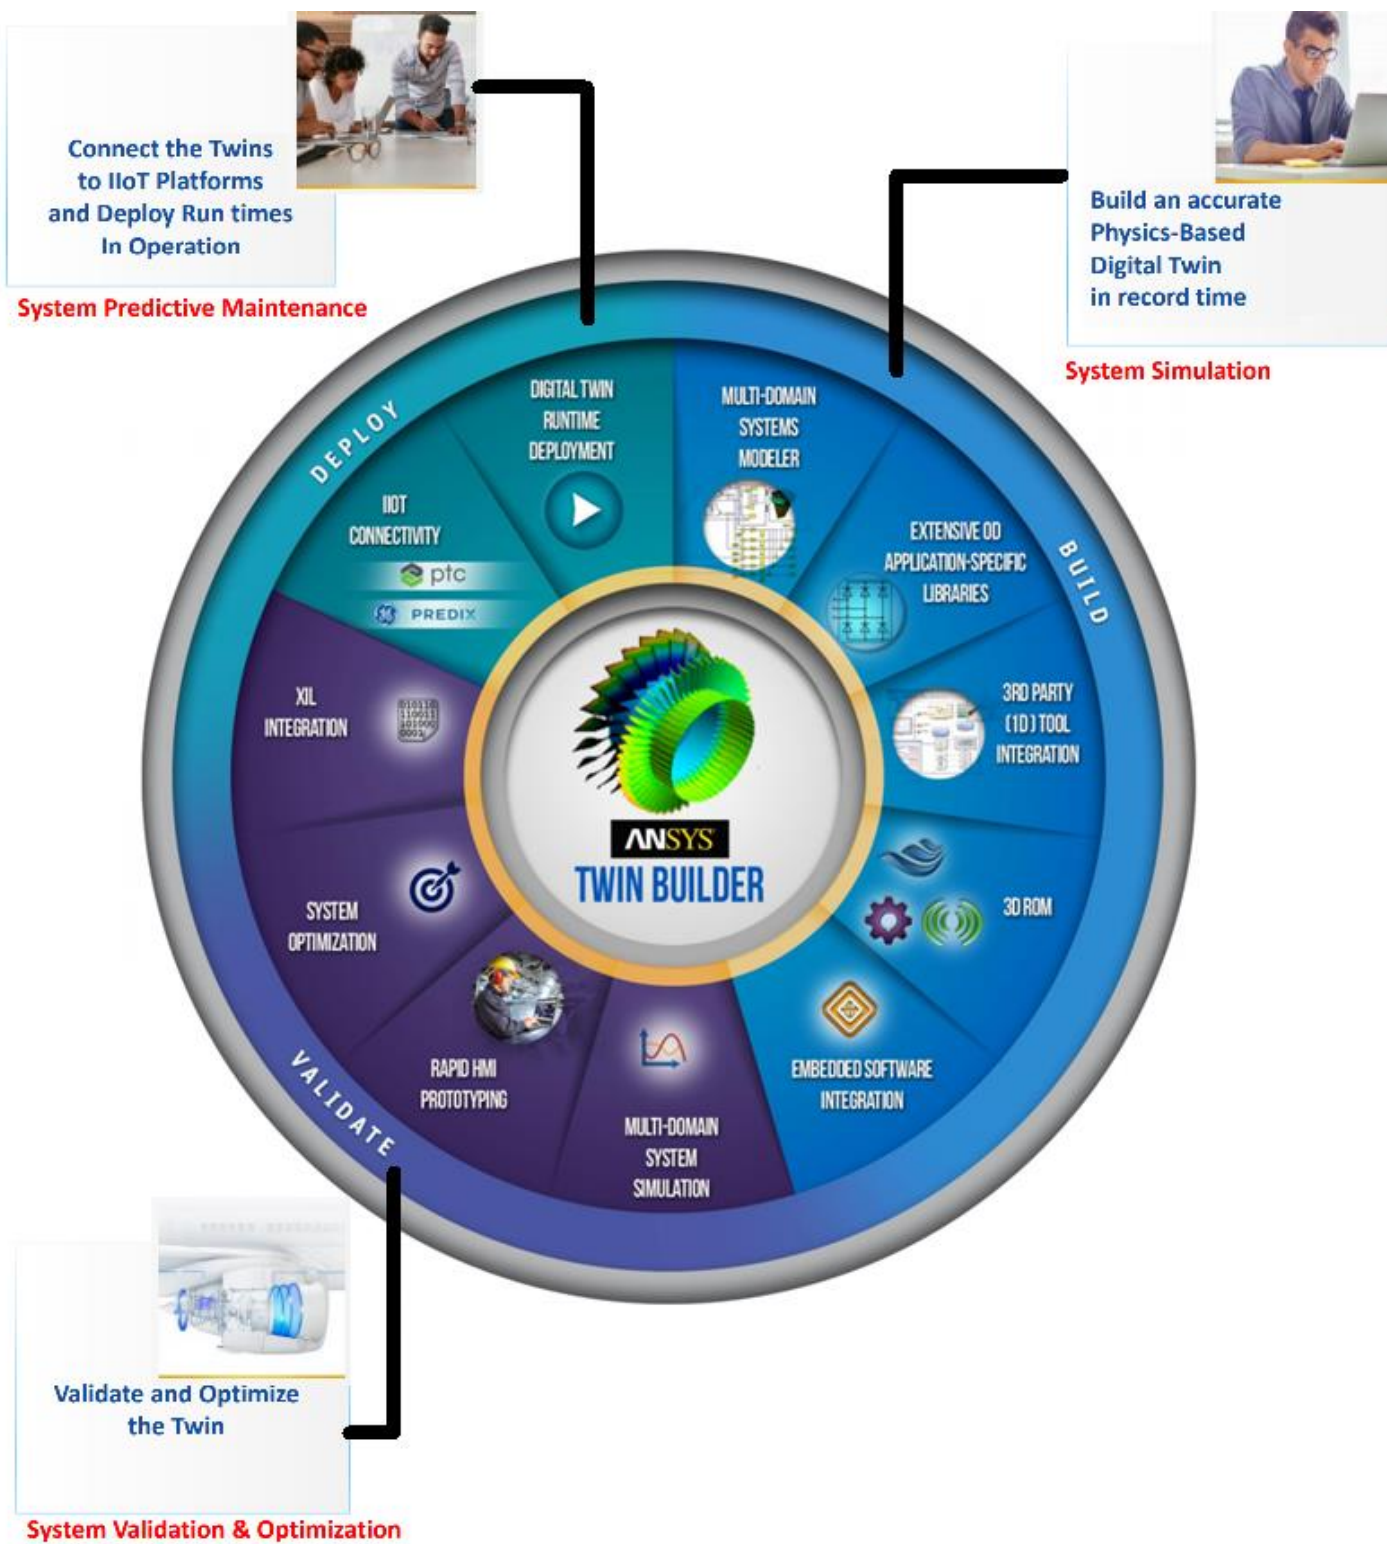 Connect the Twins
to IIoT Platforms
and Deploy Run times
In Operation
System Predictive Maintenance
Build an accurate
Physics-Based
Digital Twin
in record time
System Simulation
DEPLOY
BUILD
VALIDATE
DIGITAL TWIN
RUNTIME
DEPLOYMENT
MULTI-DOMAIN
SYSTEMS
MODELER
IIOT
CONNECTIVITY
ptc
PREDIX
EXTENSIVE 0D
APPLICATION-SPECIFIC
LIBRARIES
XIL
INTEGRATION
3RD PARTY
(1D) TOOL
INTEGRATION
ANSYS
TWIN BUILDER
SYSTEM
OPTIMIZATION
3D ROM
RAPID HMI
PROTOTYPING
MULTI-DOMAIN
SYSTEM
SIMULATION
EMBEDDED SOFTWARE
INTEGRATION
Validate and Optimize
the Twin
System Validation & Optimization